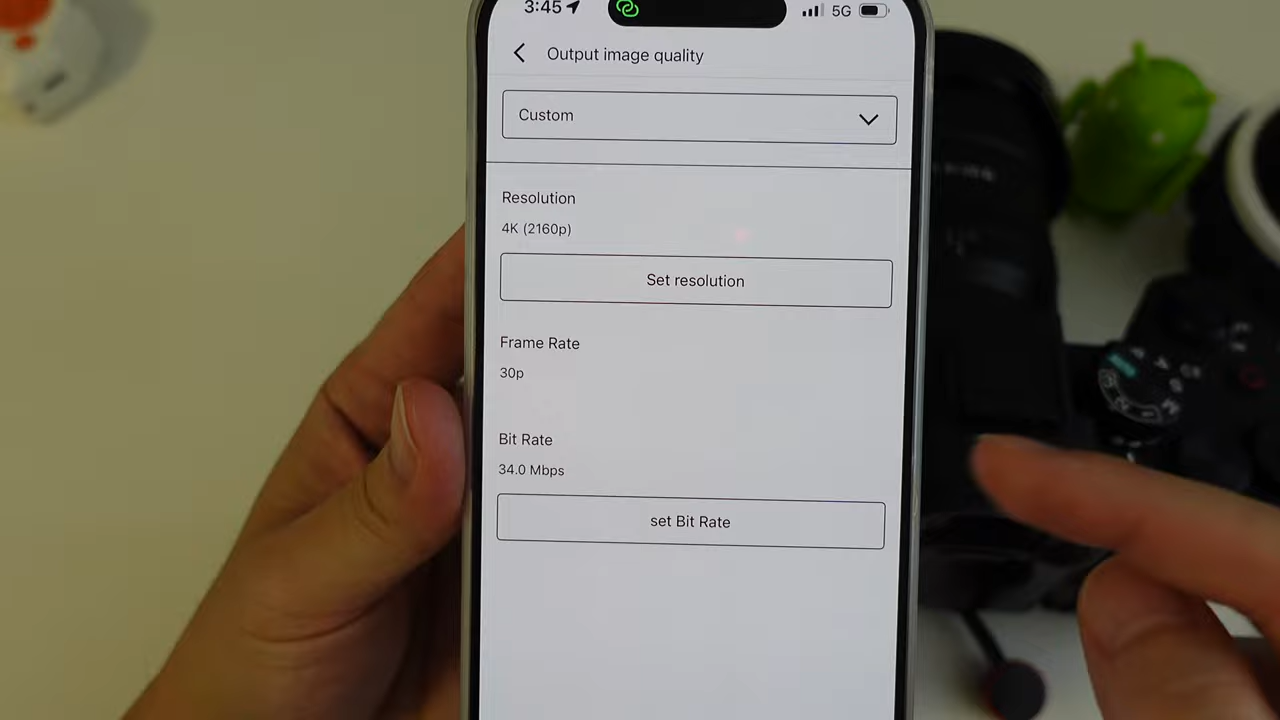 3:45
5G
Output image quality
Custom
Resolution
4K (2160p)
Set resolution
Frame Rate
30p
Bit Rate
34.0 Mbps
set Bit Rate